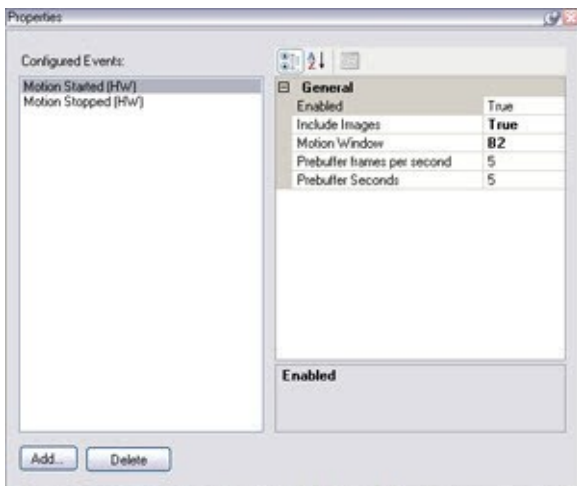 Properties
Configured Events:
Motion Started (HW)
Motion Stopped (HW)
General
Enabled True
Include Images True
Motion Window B2
Prebuffer frames per second 5
Prebuffer Seconds 5
Enabled
Add... Delete